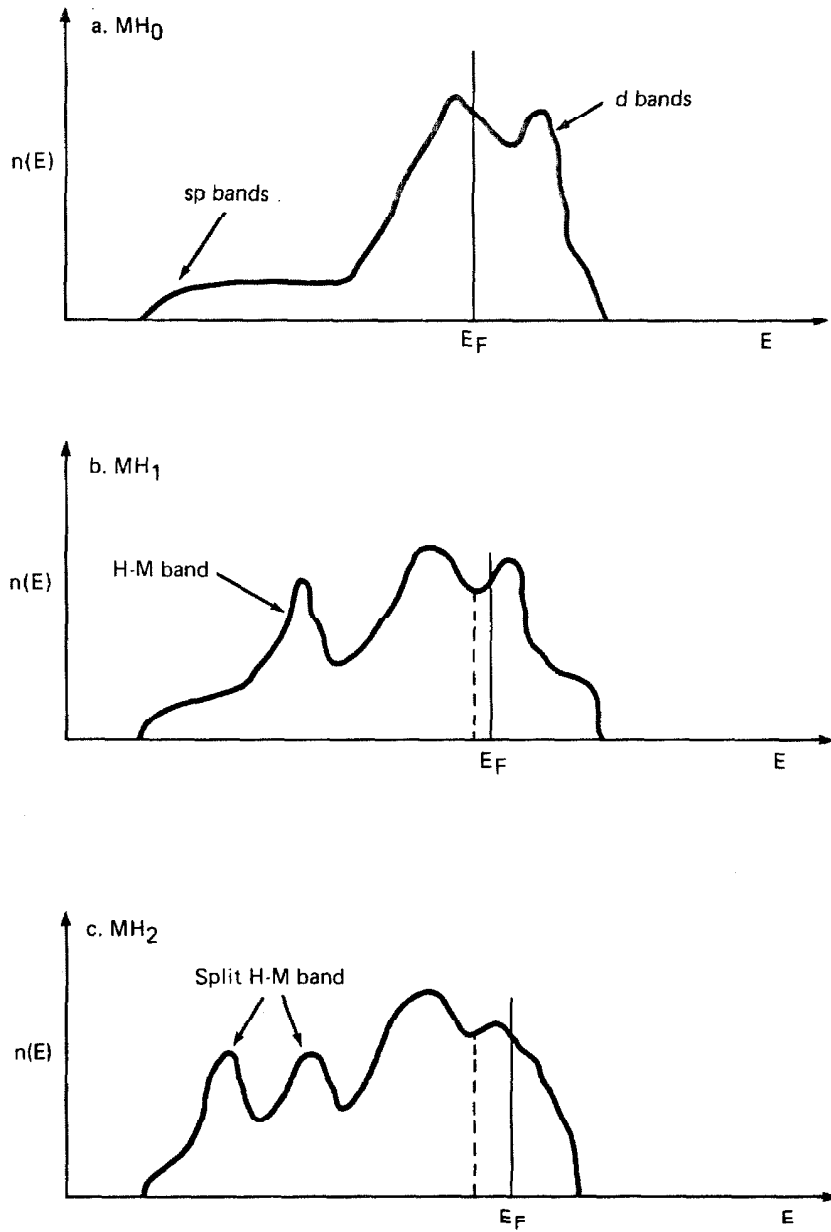 a. MH0
d bands
n(E)
sp bands
EF
E
b. MH1
H-M band
n(E)
EF
E
c. MH2
Split H-M band
n(E)
EF
E